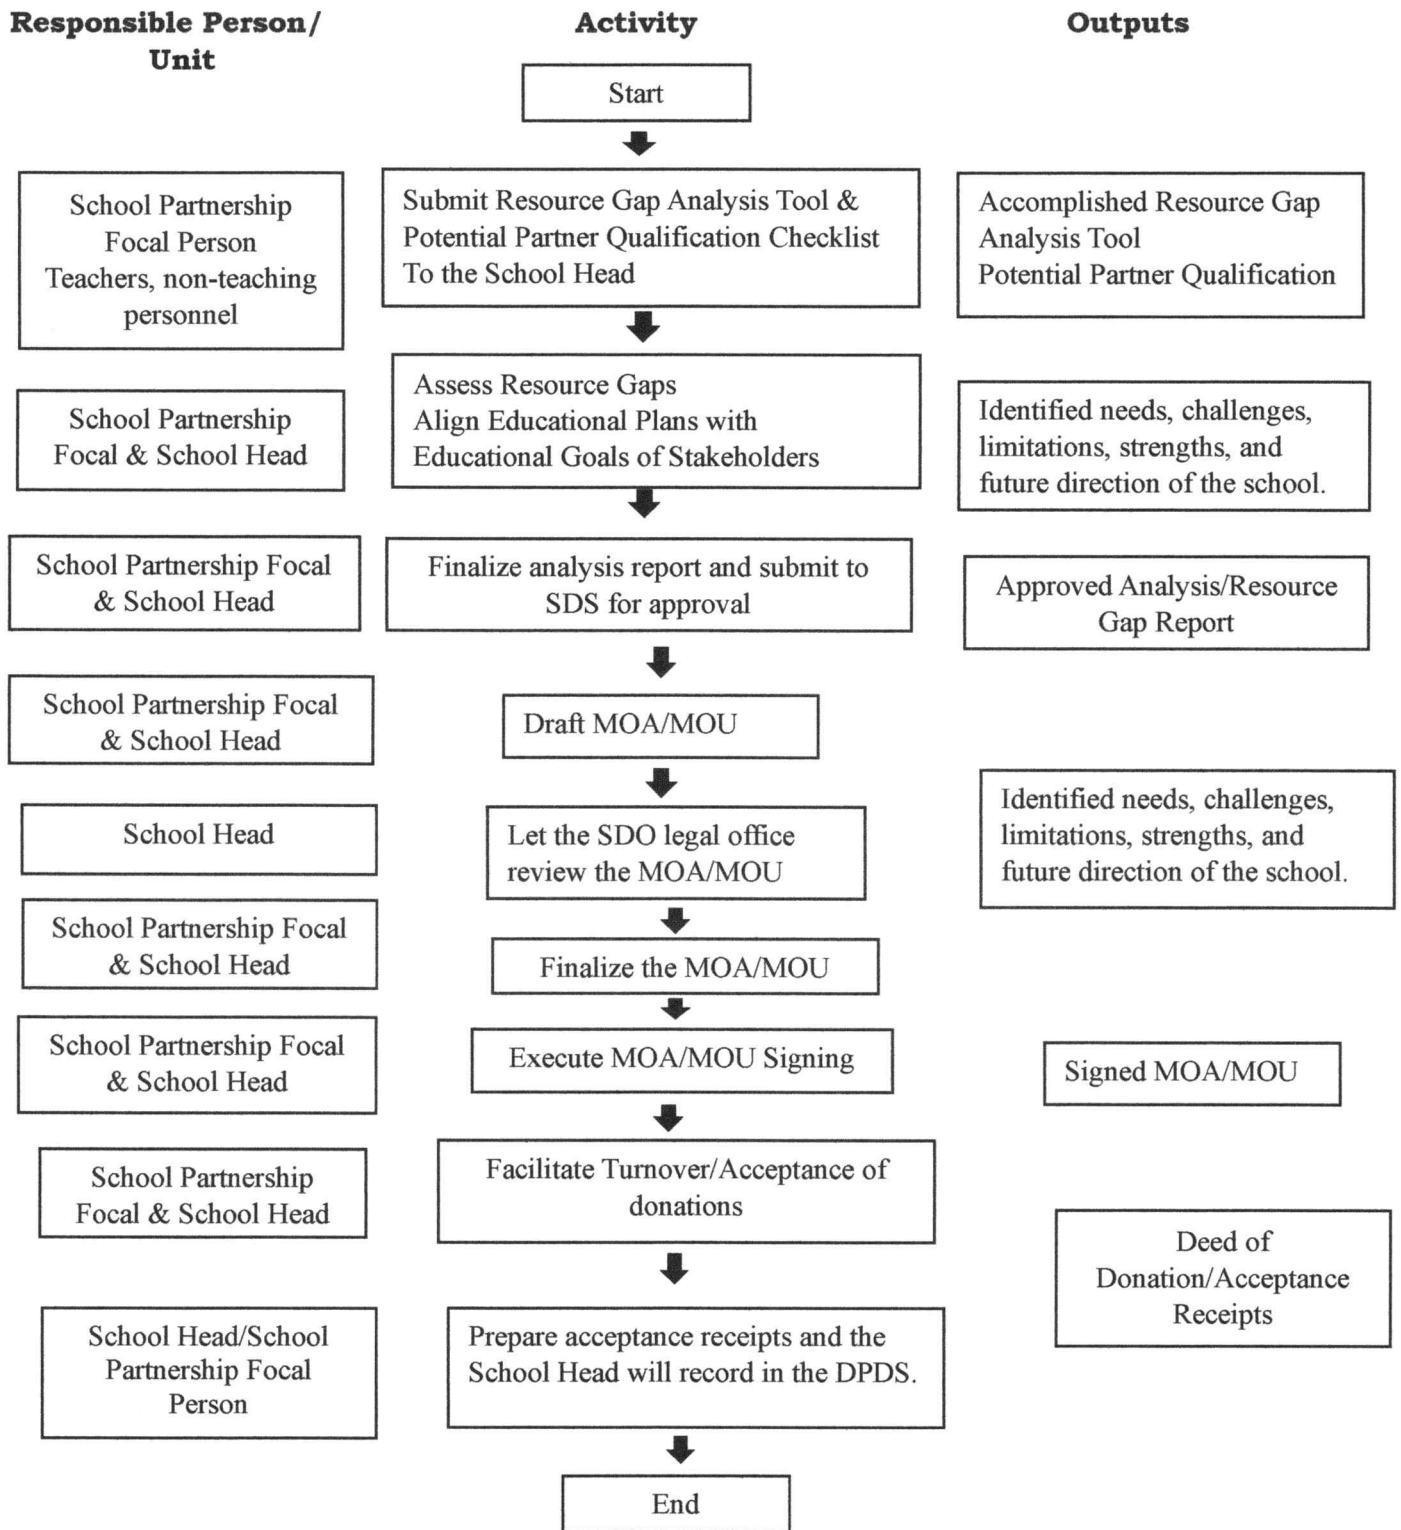 Responsible Person/
Unit
Activity
Outputs
Start
School Partnership
Focal Person
Teachers, non-teaching
personnel
Submit Resource Gap Analysis Tool &
Potential Partner Qualification Checklist
To the School Head
Accomplished Resource Gap
Analysis Tool
Potential Partner Qualification
School Partnership
Focal & School Head
Assess Resource Gaps
Align Educational Plans with
Educational Goals of Stakeholders
Identified needs, challenges,
limitations, strengths, and
future direction of the school.
School Partnership Focal
& School Head
Finalize analysis report and submit to
SDS for approval
Approved Analysis/Resource
Gap Report
School Partnership Focal
& School Head
Draft MOA/MOU
School Head
Let the SDO legal office
review the MOA/MOU
Identified needs, challenges,
limitations, strengths, and
future direction of the school.
School Partnership Focal
& School Head
Finalize the MOA/MOU
School Partnership Focal
& School Head
Execute MOA/MOU Signing
Signed MOA/MOU
School Partnership
Focal & School Head
Facilitate Turnover/Acceptance of
donations
Deed of
Donation/Acceptance
Receipts
School Head/School
Partnership Focal
Person
Prepare acceptance receipts and the
School Head will record in the DPDS.
End